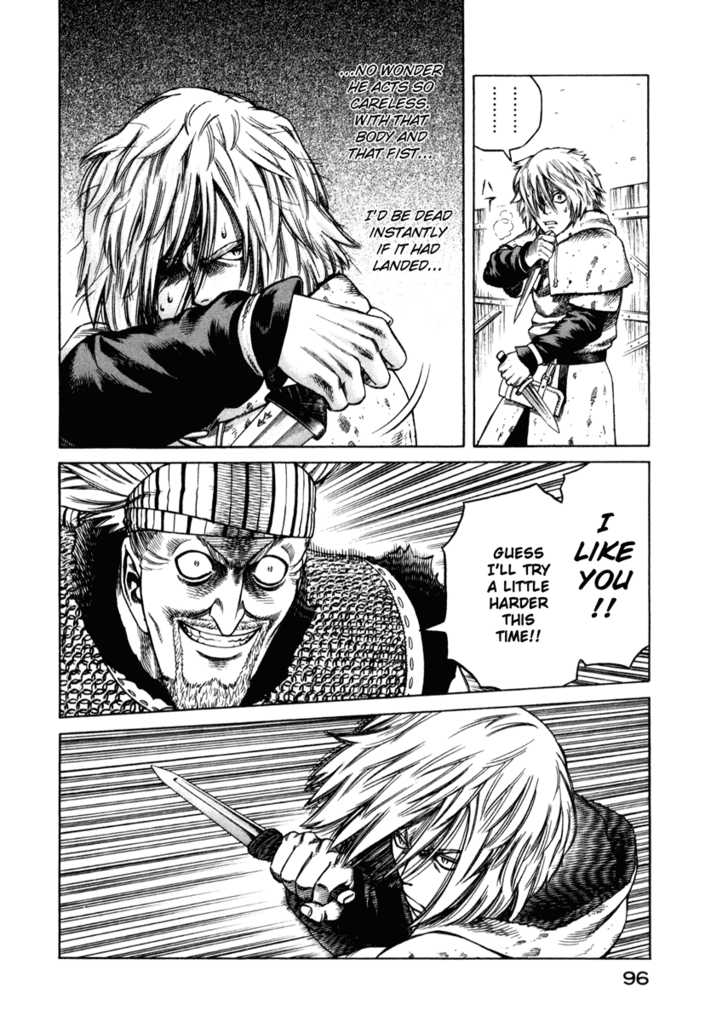 ............
ハ
...NO WONDER
HE ACTS SO
CARELESS.
WITH THAT
BODY AND
THAT FIST...
I'D BE DEAD
INSTANTLY
IF IT HAD
LANDED...
I
LIKE
YOU
!!
GUESS
I'LL TRY
A LITTLE
HARDER
THIS
TIME!!
96